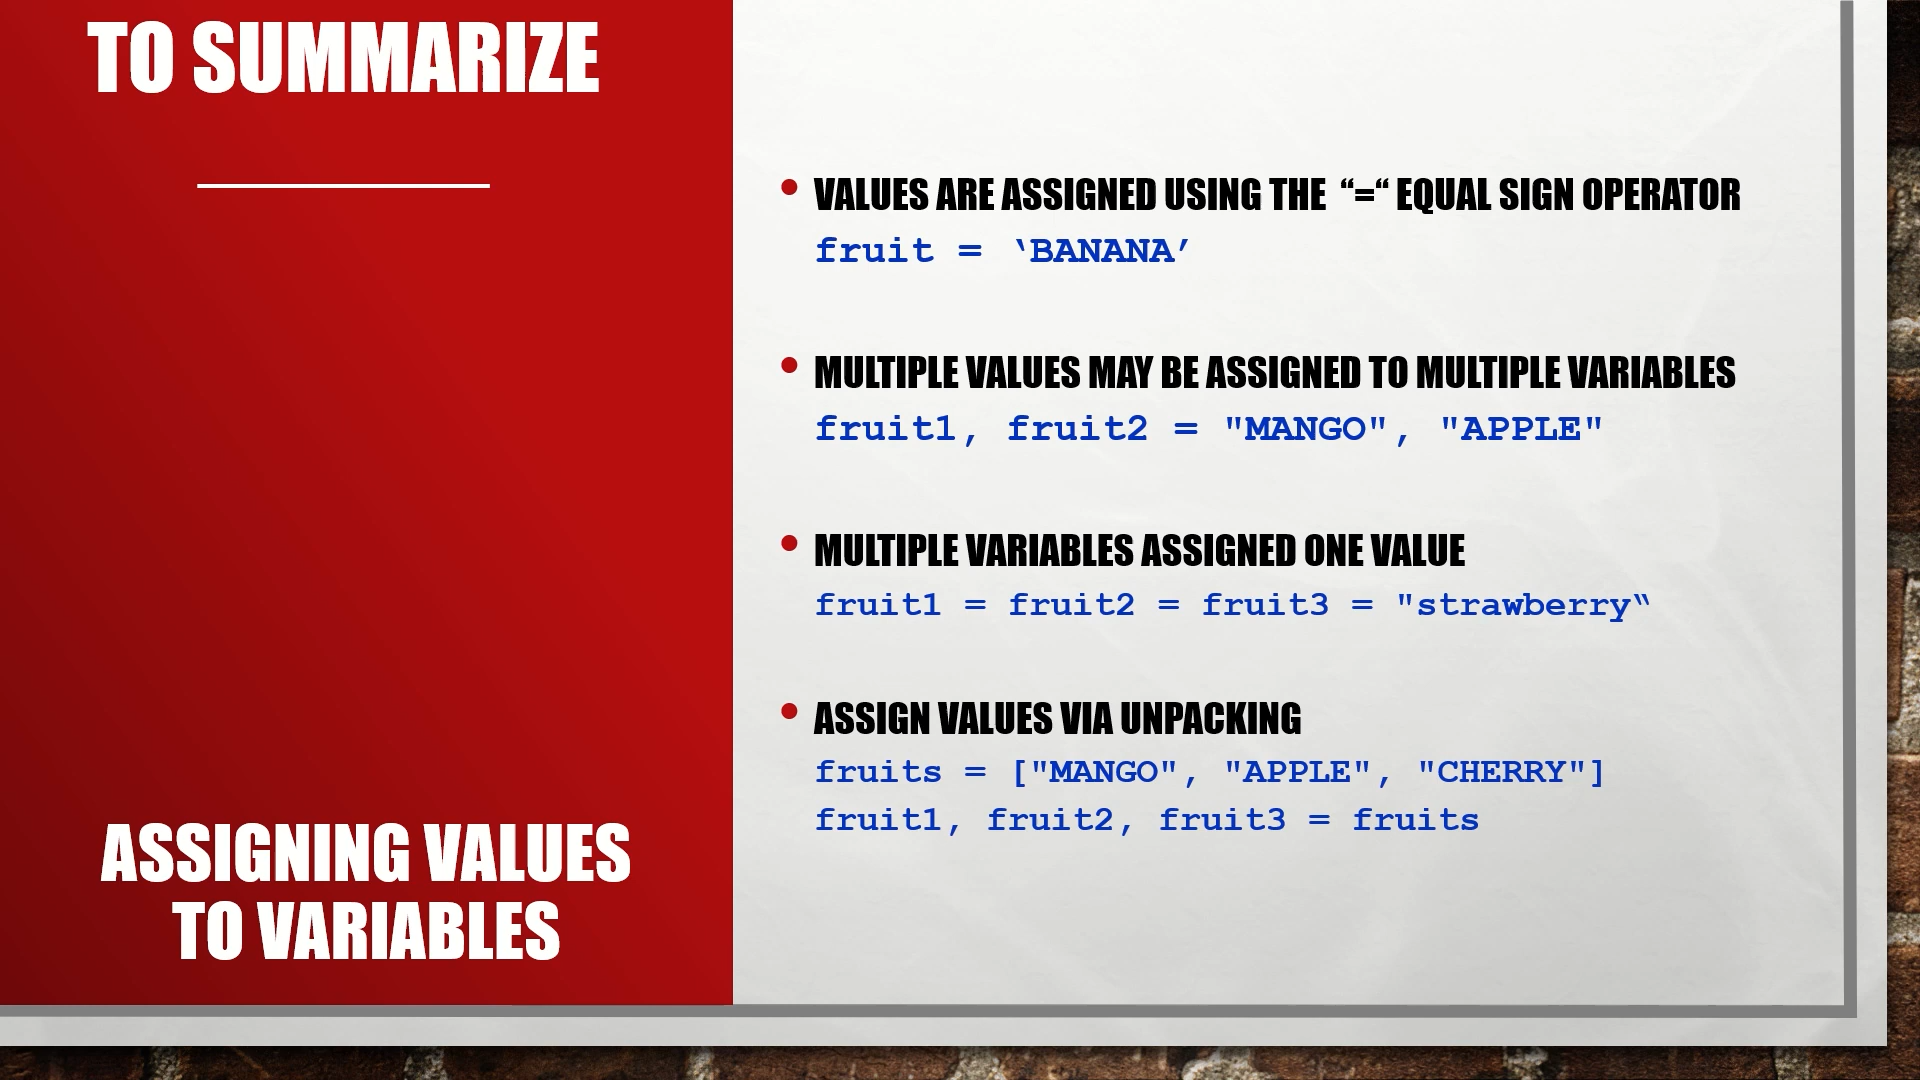 TO SUMMARIZE
ASSIGNING VALUES
TO VARIABLES
• VALUES ARE ASSIGNED USING THE “=“ EQUAL SIGN OPERATOR
fruit = ‘BANANA’
• MULTIPLE VALUES MAY BE ASSIGNED TO MULTIPLE VARIABLES
fruit1, fruit2 = "MANGO", "APPLE"
• MULTIPLE VARIABLES ASSIGNED ONE VALUE
fruit1 = fruit2 = fruit3 = "strawberry“
• ASSIGN VALUES VIA UNPACKING
fruits = ["MANGO", "APPLE", "CHERRY"]
fruit1, fruit2, fruit3 = fruits